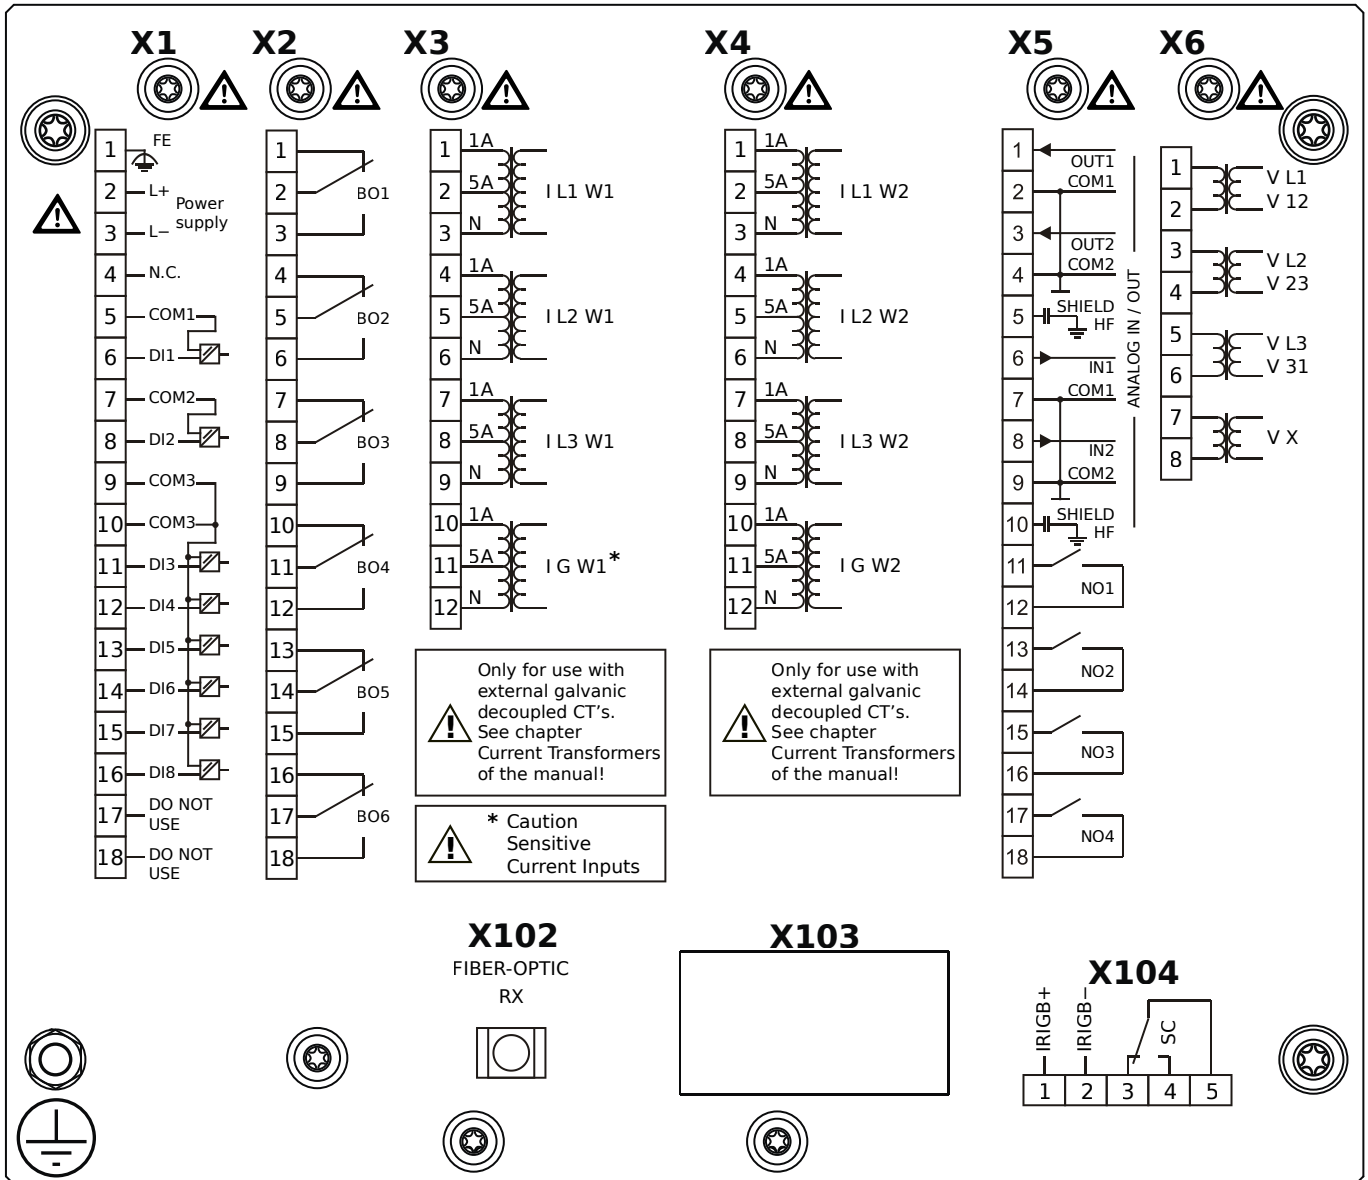 X1
X2
X3
X4
X5
X6
1
FE
2
L+
Power
supply
3
L−
4
N.C.
5
COM1
6
DI1
7
COM2
8
DI2
9
COM3
10
COM3
11
DI3
12
DI4
13
DI5
14
DI6
15
DI7
16
DI8
17
DO NOT
USE
18
DO NOT
USE
1
2
BO1
3
4
5
BO2
6
7
8
BO3
9
10
11
BO4
12
13
14
BO5
15
16
17
BO6
18
1
1A
2
5A
I L1 W1
3
N
4
1A
5
5A
I L2 W1
6
N
7
1A
8
5A
I L3 W1
9
N
10
1A
11
5A
I G W1*
12
N
Only for use with
external galvanic
decoupled CT's.
See chapter
Current Transformers
of the manual!
* Caution
Sensitive
Current Inputs
1
1A
2
5A
I L1 W2
3
N
4
1A
5
5A
I L2 W2
6
N
7
1A
8
5A
I L3 W2
9
N
10
1A
11
5A
I G W2
12
N
Only for use with
external galvanic
decoupled CT's.
See chapter
Current Transformers
of the manual!
1
OUT1
2
COM1
3
OUT2
4
COM2
5
SHIELD
HF
6
IN1
7
COM1
8
IN2
9
COM2
10
SHIELD
HF
ANALOG IN / OUT
11
NO1
12
13
NO2
14
15
NO3
16
17
NO4
18
1
V L1
2
V 12
3
V L2
4
V 23
5
V L3
6
V 31
7
V X
8
X102
FIBER-OPTIC
RX
X103
X104
IRIGB+
IRIGB−
SC
1 2 3 4 5